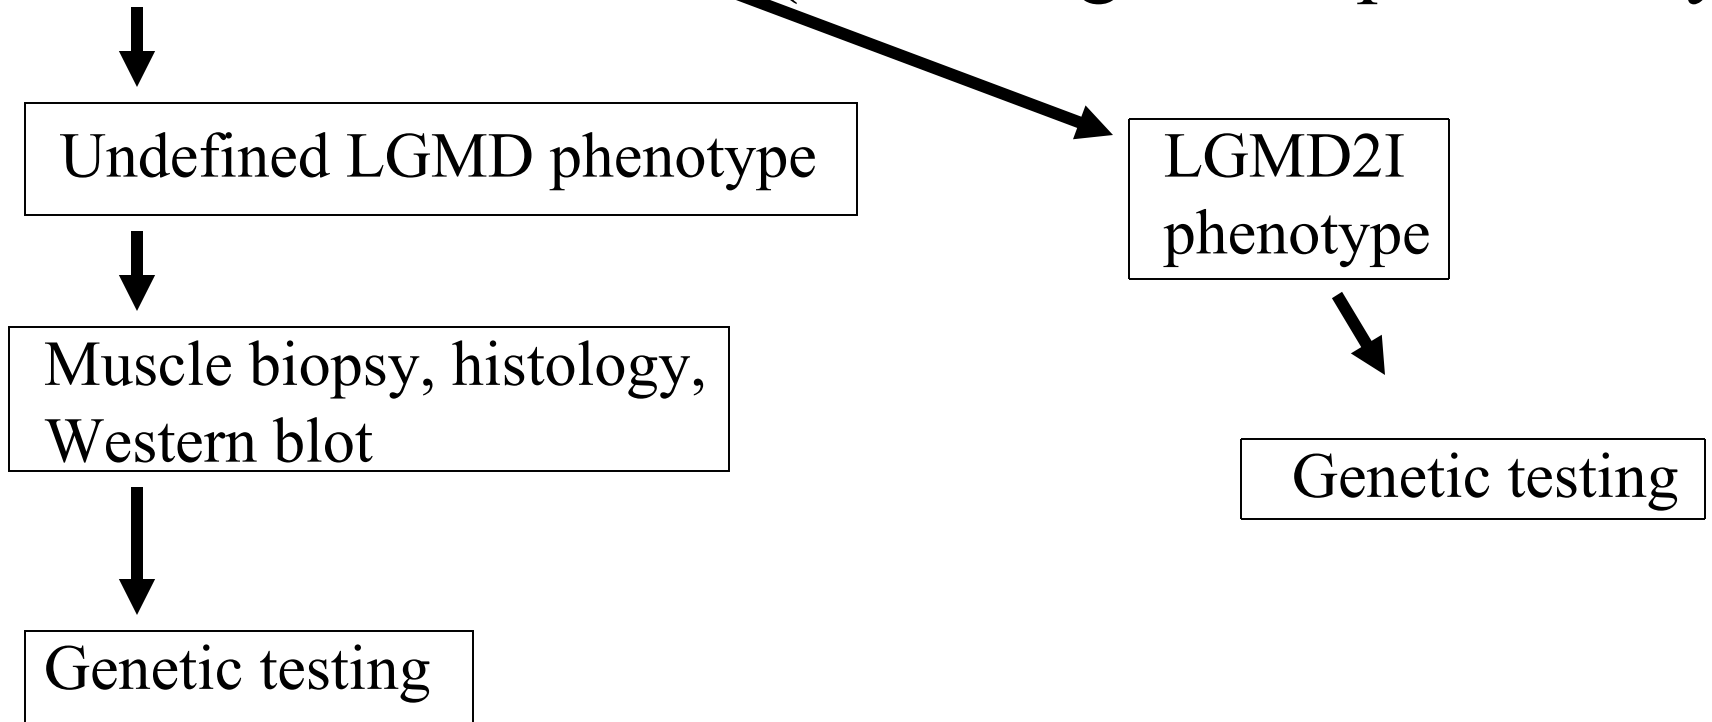 Undefined LGMD phenotype
LGMD2I
phenotype
Muscle biopsy, histology,
Western blot
Genetic testing
Genetic testing